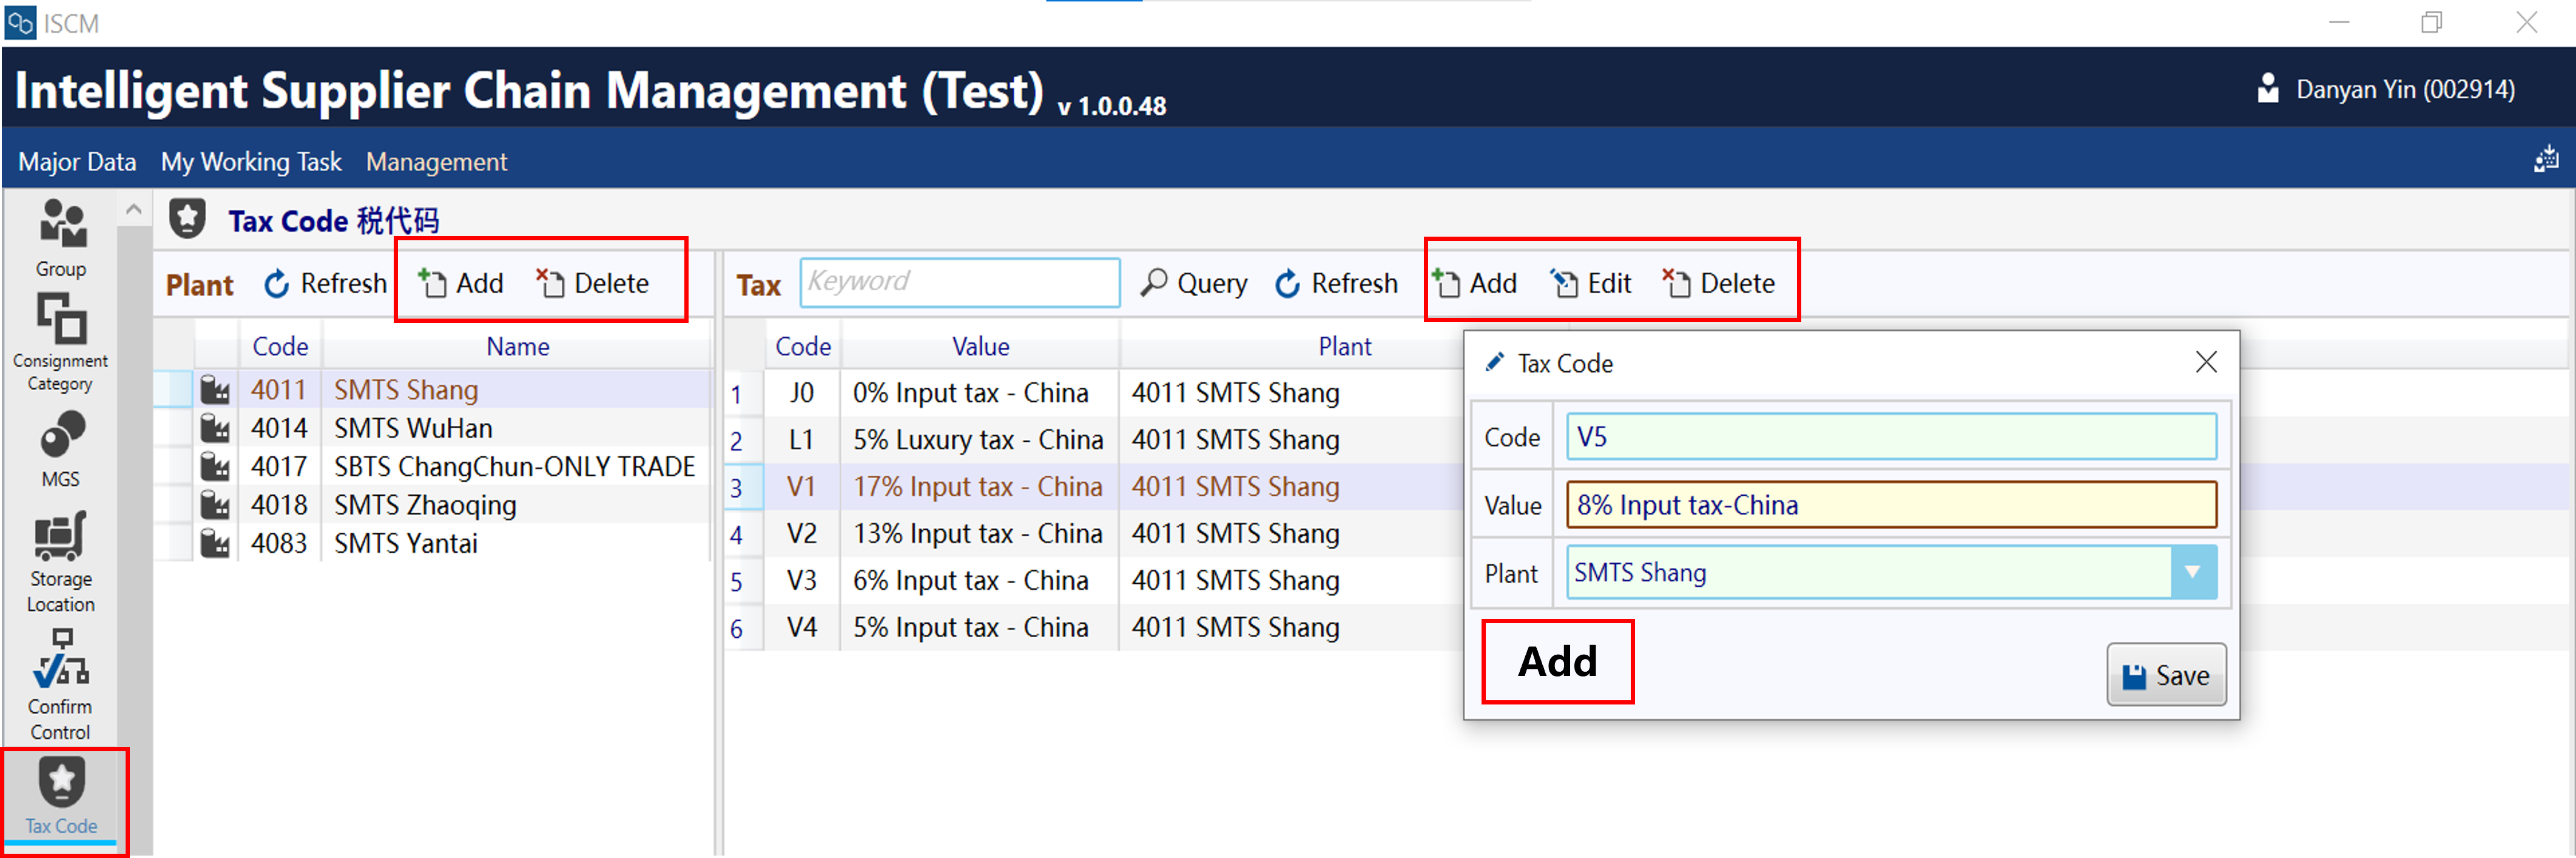 ISCM
Intelligent Supplier Chain Management (Test) v 1.0.0.48
Danyan Yin (002914)
Major Data My Working Task Management
Group
Consignment
Category
MGS
Storage
Location
Confirm
Control
Tax Code
Tax Code 税代码
Plant Refresh Add Delete
Code Name
4011 SMTS Shang
4014 SMTS WuHan
4017 SBTS ChangChun-ONLY TRADE
4018 SMTS Zhaoqing
4083 SMTS Yantai
Tax Keyword Query Refresh Add Edit Delete
Code Value Plant
1 J0 0% Input tax - China 4011 SMTS Shang
2 L1 5% Luxury tax - China 4011 SMTS Shang
3 V1 17% Input tax - China 4011 SMTS Shang
4 V2 13% Input tax - China 4011 SMTS Shang
5 V3 6% Input tax - China 4011 SMTS Shang
6 V4 5% Input tax - China 4011 SMTS Shang
Tax Code
Code V5
Value 8% Input tax-China
Plant SMTS Shang
Add
Save